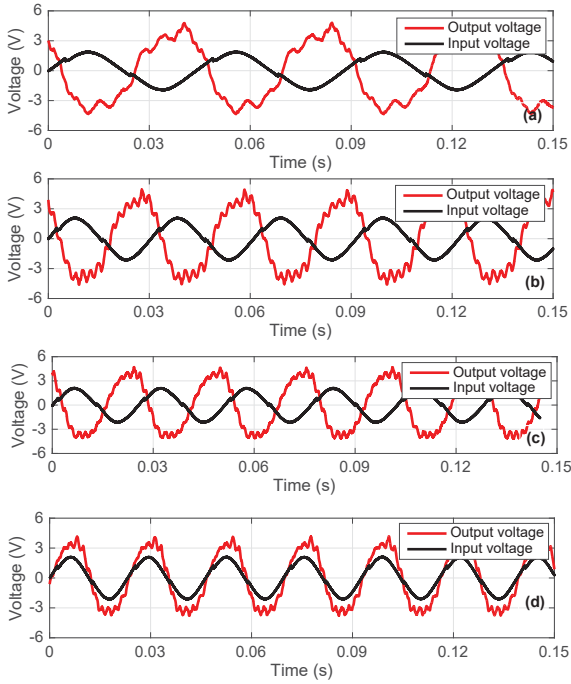 6
3
0
-3
-6
Voltage (V)
Output voltage
Input voltage
(a)
0 0.03 0.06 0.09 0.12 0.15
Time (s)
6
3
0
-3
-6
Voltage (V)
Output voltage
Input voltage
(b)
0 0.03 0.06 0.09 0.12 0.15
Time (s)
6
3
0
-3
-6
Voltage (V)
Output voltage
Input voltage
(c)
0 0.03 0.06 0.09 0.12 0.15
Time (s)
6
3
0
-3
-6
Voltage (V)
Output voltage
Input voltage
(d)
0 0.03 0.06 0.09 0.12 0.15
Time (s)